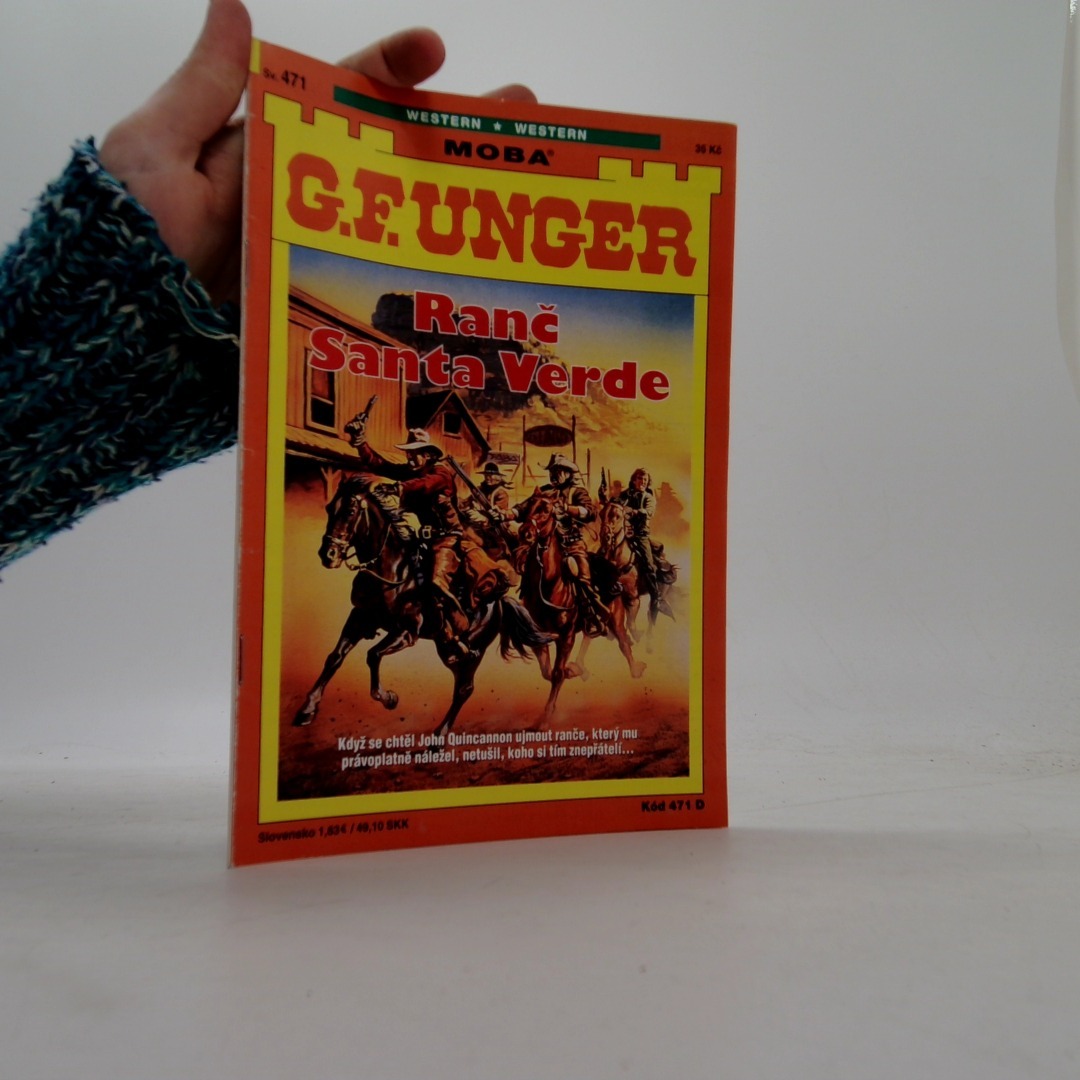 Sv. 471
WESTERN ★ WESTERN
MOBA®
36 Kč
G.F. UNGER
Ranč
Santa Verde
Když se chtěl John Quincannon ujmout ranče, který mu
právoplatně náležel, netušil, koho si tím znepřátelí...
Kód 471 D
Slovensko 1,63€ / 49,10 SKK